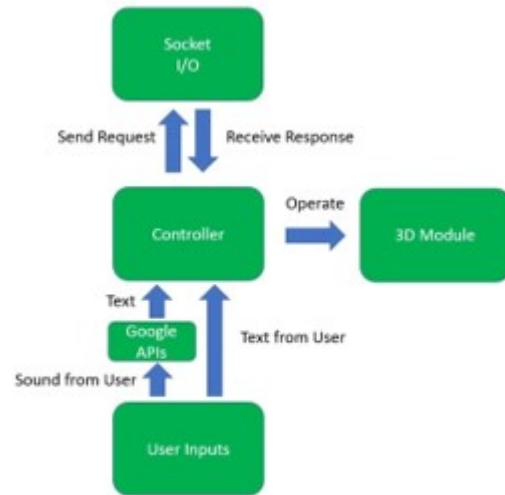 Socket
I/O
Send Request
Receive Response
Controller
Operate
3D Module
Text
Google
APIs
Text from User
Sound from User
User Inputs